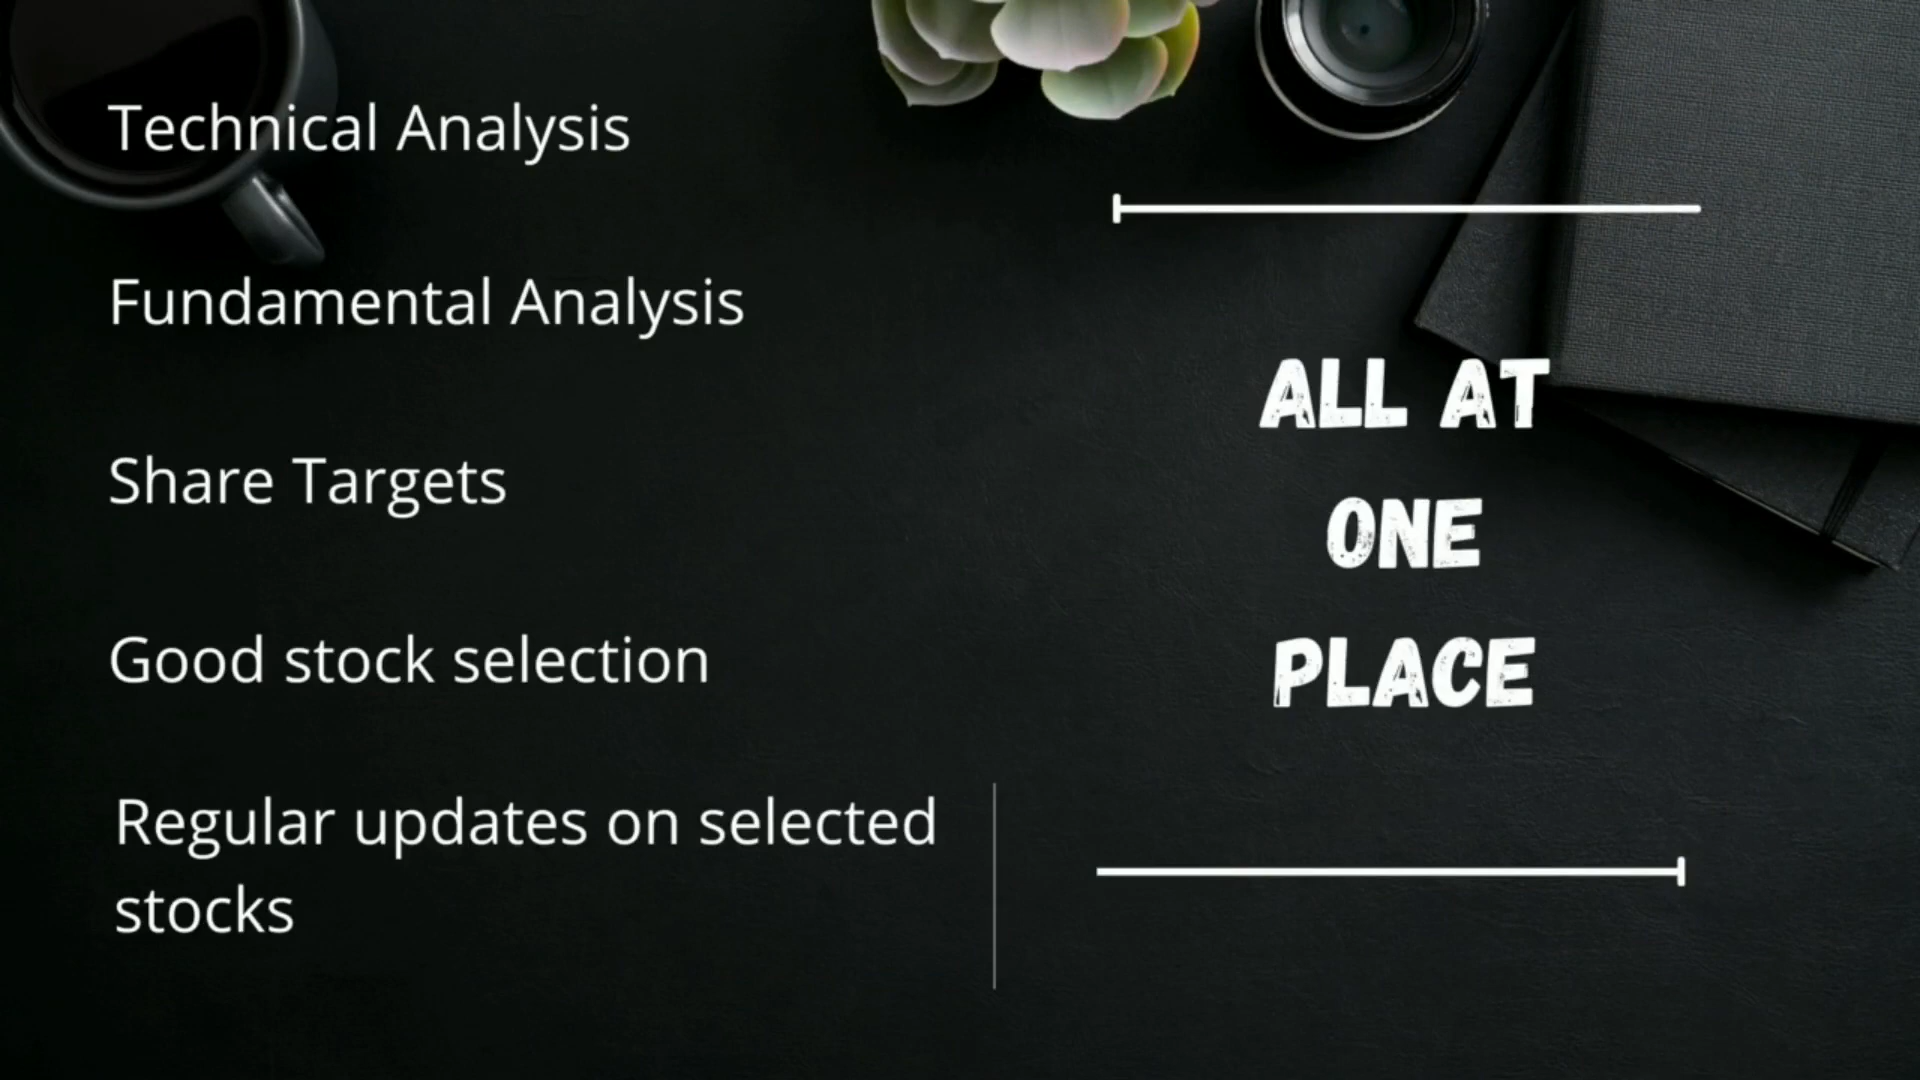 Technical Analysis
Fundamental Analysis
Share Targets
Good stock selection
Regular updates on selected
stocks
ALL AT
ONE
PLACE